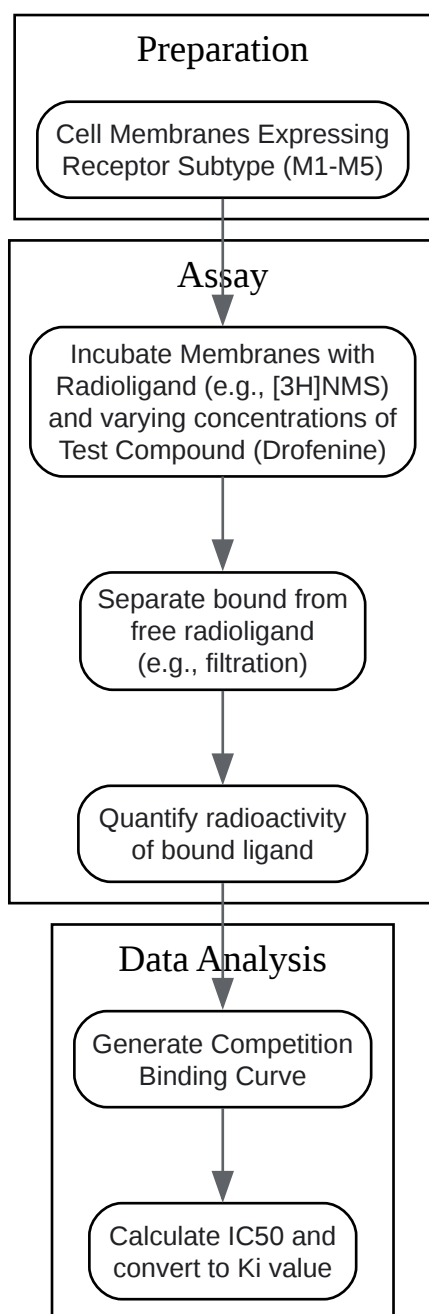 Preparation
Cell Membranes Expressing
Receptor Subtype (M1-M5)
Assay
Incubate Membranes with
Radioligand (e.g., [3H]NMS)
and varying concentrations of
Test Compound (Drofenine)
Separate bound from
free radioligand
(e.g., filtration)
Quantify radioactivity
of bound ligand
Data Analysis
Generate Competition
Binding Curve
Calculate IC50 and
convert to Ki value